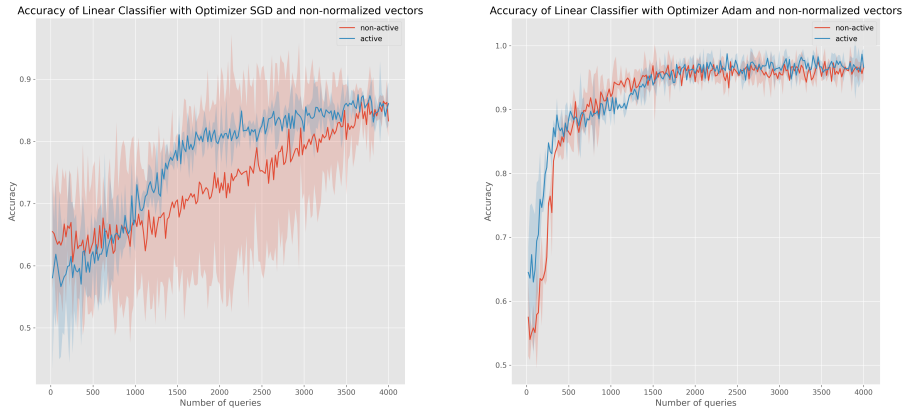 Accuracy of Linear Classifier with Optimizer SGD and non-normalized vectors
non-active
active
0.9
0.8
0.7
0.6
0.5
Accuracy
0 500 1000 1500 2000 2500 3000 3500 4000
Number of queries
Accuracy of Linear Classifier with Optimizer Adam and non-normalized vectors
non-active
active
1.0
0.9
0.8
0.7
0.6
0.5
Accuracy
0 500 1000 1500 2000 2500 3000 3500 4000
Number of queries